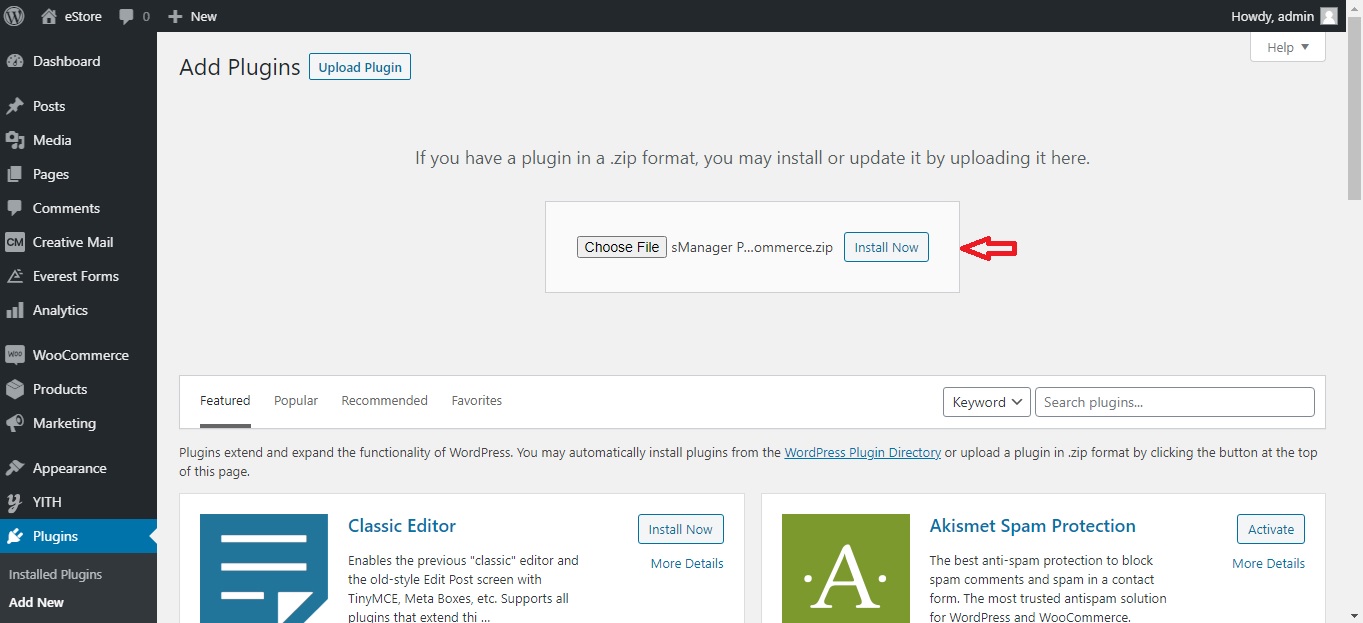 eStore 0 New Howdy, admin
Help
Dashboard
Posts
Media
Pages
Comments
CM Creative Mail
Everest Forms
Analytics
Woo WooCommerce
Products
Marketing
Appearance
YITH
Plugins
Installed Plugins
Add New
Add Plugins Upload Plugin
If you have a plugin in a .zip format, you may install or update it by uploading it here.
Choose File sManager P...ommerce.zip Install Now
Featured Popular Recommended Favorites Keyword Search plugins...
Plugins extend and expand the functionality of WordPress. You may automatically install plugins from the WordPress Plugin Directory or upload a plugin in .zip format by clicking the button at the top
of this page.
Classic Editor Install Now
More Details
Enables the previous "classic" editor and
the old-style Edit Post screen with
TinyMCE, Meta Boxes, etc. Supports all
plugins that extend thi ...
A
Akismet Spam Protection Activate
More Details
The best anti-spam protection to block
spam comments and spam in a contact
form. The most trusted antispam solution
for WordPress and WooCommerce.